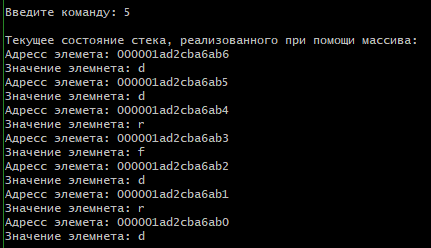 Введите команду: 5
Текущее состояние стека, реализованного при помощи массива:
Адресс элемета: 000001ad2cba6ab6
Значение элемнета: d
Адресс элемета: 000001ad2cba6ab5
Значение элемнета: d
Адресс элемета: 000001ad2cba6ab4
Значение элемнета: r
Адресс элемета: 000001ad2cba6ab3
Значение элемнета: f
Адресс элемета: 000001ad2cba6ab2
Значение элемнета: d
Адресс элемета: 000001ad2cba6ab1
Значение элемнета: r
Адресс элемета: 000001ad2cba6ab0
Значение элемнета: d